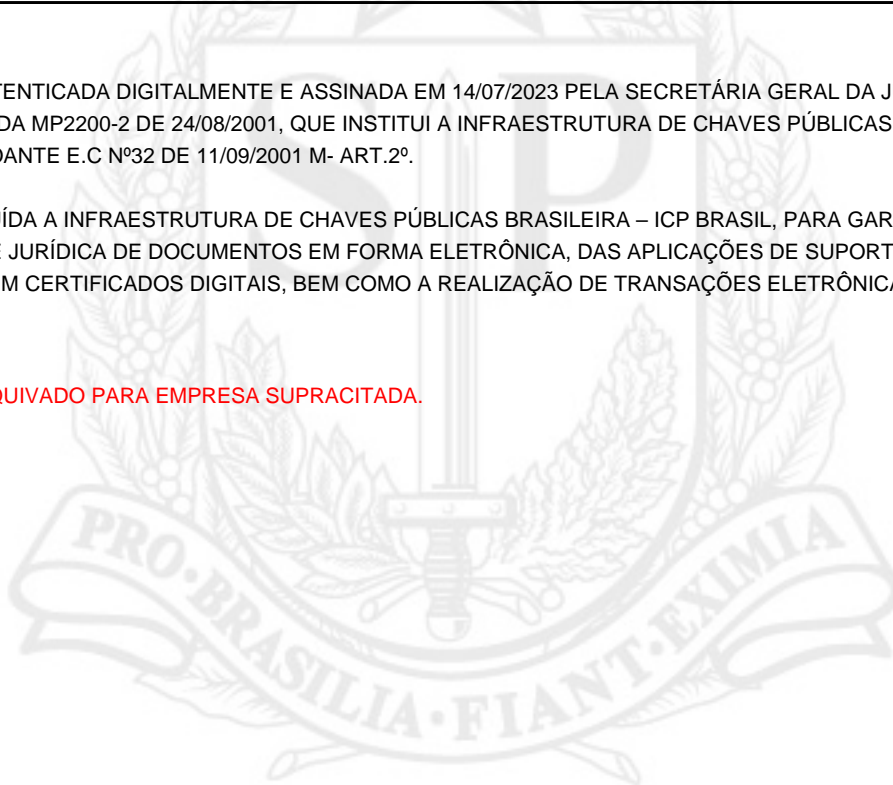 TENTICADA DIGITALMENTE E ASSINADA EM 14/07/2023 PELA SECRETÁRIA GERAL DA J
DA MP2200-2 DE 24/08/2001, QUE INSTITUI A INFRAESTRUTURA DE CHAVES PÚBLICAS
DANTE E.C Nº32 DE 11/09/2001 M- ART.2º.
UÍDA A INFRAESTRUTURA DE CHAVES PÚBLICAS BRASILEIRA – ICP BRASIL, PARA GAR
E JURÍDICA DE DOCUMENTOS EM FORMA ELETRÔNICA, DAS APLICAÇÕES DE SUPORT
M CERTIFICADOS DIGITAIS, BEM COMO A REALIZAÇÃO DE TRANSAÇÕES ELETRÔNICA
QUIVADO PARA EMPRESA SUPRACITADA.
SP
PRO·BRASILIA·FIANT·EXIMIA